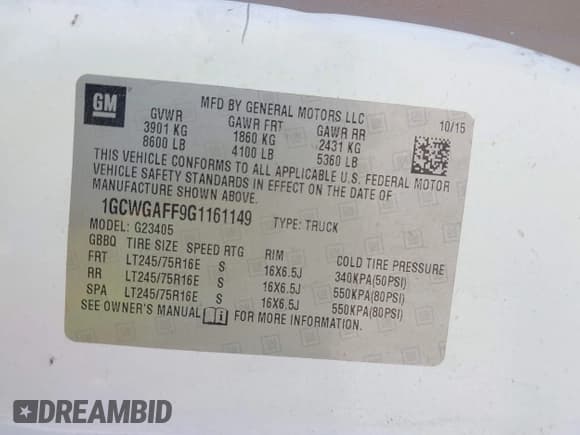 GM
MFD BY GENERAL MOTORS LLC
10/15
GVWR GAWR FRT GAWR RR
3901 KG 1860 KG 2431 KG
8600 LB 4100 LB 5360 LB
THIS VEHICLE CONFORMS TO ALL APPLICABLE U.S. FEDERAL MOTOR
VEHICLE SAFETY STANDARDS IN EFFECT ON THE DATE OF
MANUFACTURE SHOWN ABOVE.
1GCWGAFF9G1161149 TYPE: TRUCK
MODEL: G23405
GBBQ TIRE SIZE SPEED RTG RIM COLD TIRE PRESSURE
FRT LT245/75R16E S 16X6.5J 340KPA(50PSI)
RR LT245/75R16E S 16X6.5J 550KPA(80PSI)
SPA LT245/75R16E S 16X6.5J 550KPA(80PSI)
SEE OWNER'S MANUAL FOR MORE INFORMATION.
DREAMBID